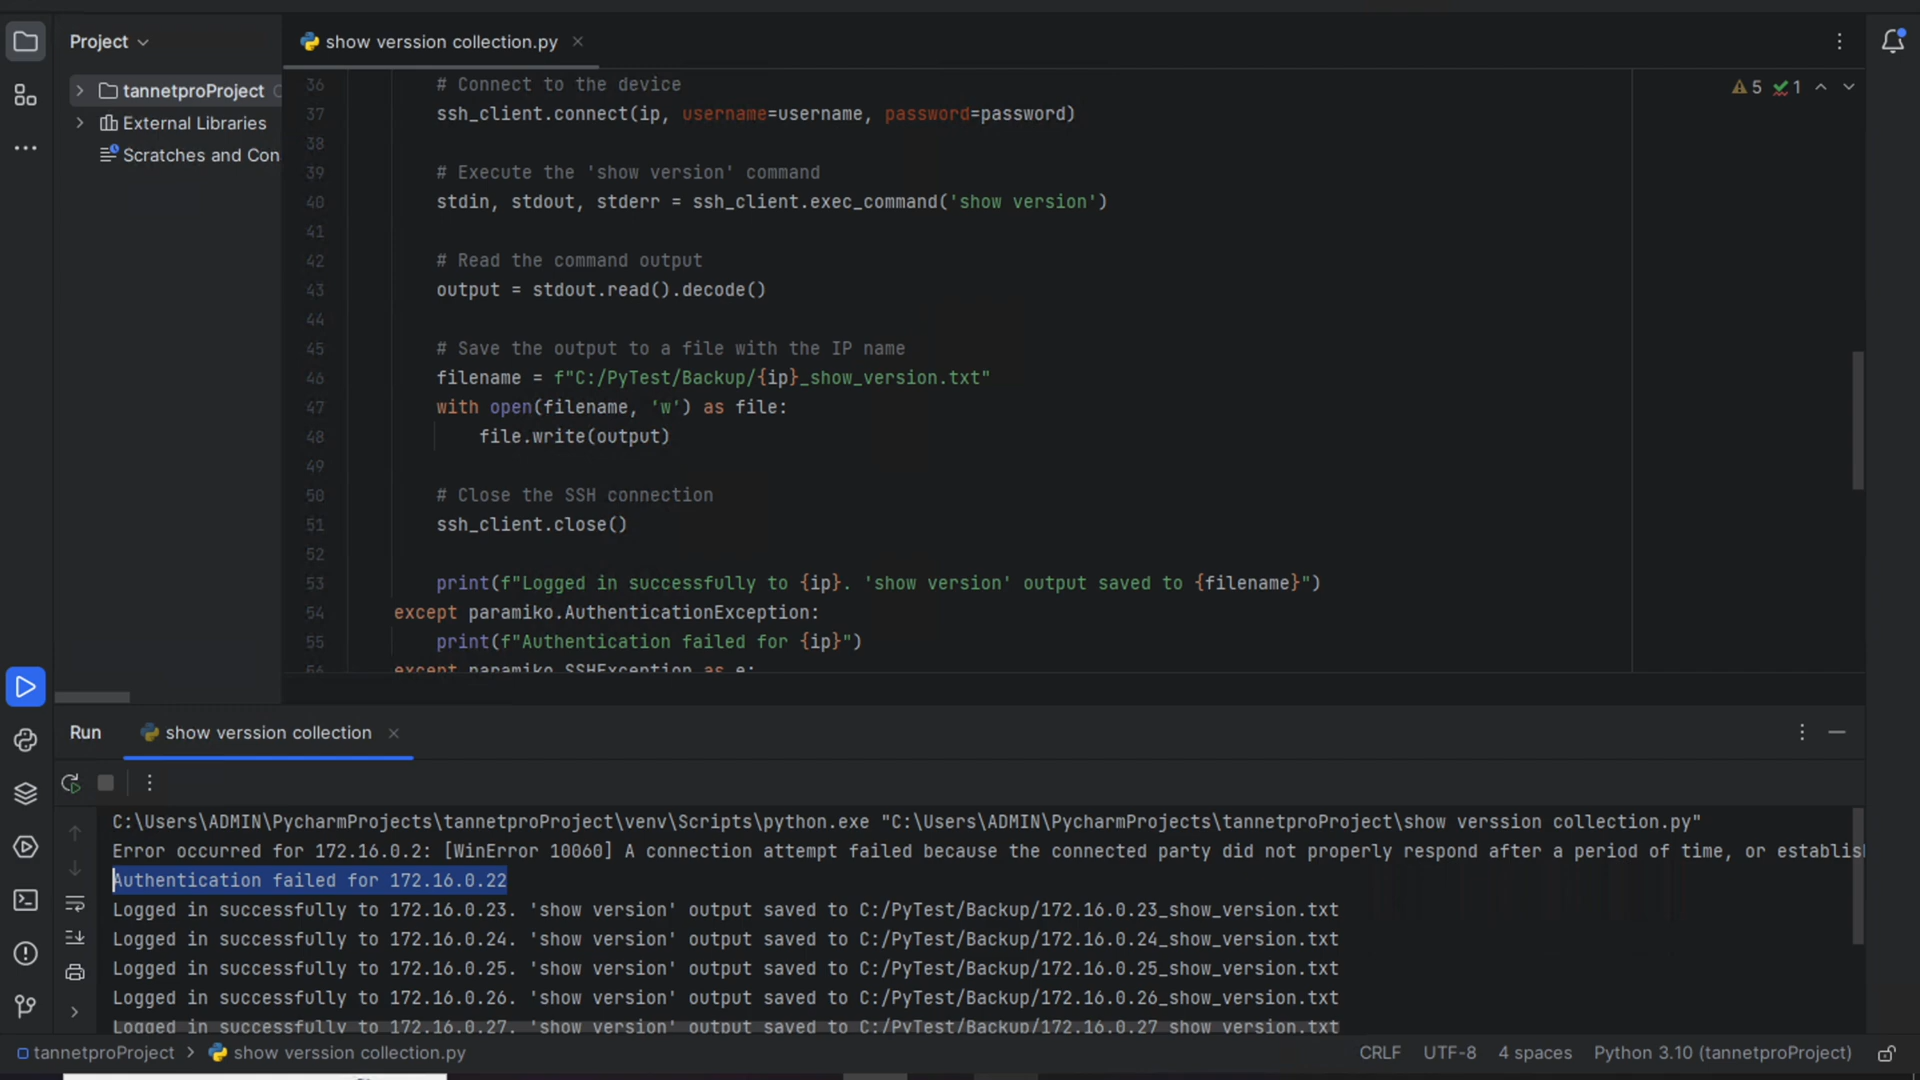 Project
show verssion collection.py
tannetproProject
External Libraries
Scratches and Con
5 1
36 # Connect to the device
37 ssh_client.connect(ip, username=username, password=password)
38
39 # Execute the 'show version' command
40 stdin, stdout, stderr = ssh_client.exec_command('show version')
41
42 # Read the command output
43 output = stdout.read().decode()
44
45 # Save the output to a file with the IP name
46 filename = f"C:/PyTest/Backup/{ip}_show_version.txt"
47 with open(filename, 'w') as file:
48 file.write(output)
49
50 # Close the SSH connection
51 ssh_client.close()
52
53 print(f"Logged in successfully to {ip}. 'show version' output saved to {filename}")
54 except paramiko.AuthenticationException:
55 print(f"Authentication failed for {ip}")
56 except paramiko.SSHException as e:
Run
show verssion collection
C:\Users\ADMIN\PycharmProjects\tannetproProject\venv\Scripts\python.exe "C:\Users\ADMIN\PycharmProjects\tannetproProject\show verssion collection.py"
Error occurred for 172.16.0.2: [WinError 10060] A connection attempt failed because the connected party did not properly respond after a period of time, or establis
Authentication failed for 172.16.0.22
Logged in successfully to 172.16.0.23. 'show version' output saved to C:/PyTest/Backup/172.16.0.23_show_version.txt
Logged in successfully to 172.16.0.24. 'show version' output saved to C:/PyTest/Backup/172.16.0.24_show_version.txt
Logged in successfully to 172.16.0.25. 'show version' output saved to C:/PyTest/Backup/172.16.0.25_show_version.txt
Logged in successfully to 172.16.0.26. 'show version' output saved to C:/PyTest/Backup/172.16.0.26_show_version.txt
Logged in successfully to 172.16.0.27. 'show version' output saved to C:/PyTest/Backup/172.16.0.27_show_version.txt
tannetproProject > show verssion collection.py
CRLF UTF-8 4 spaces Python 3.10 (tannetproProject)